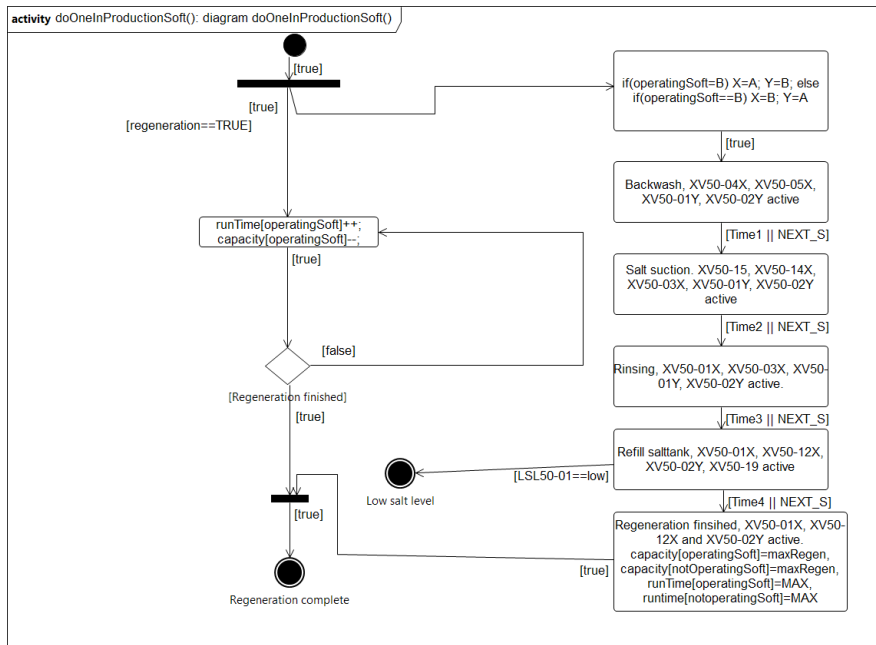 activity doOneInProductionSoft(): diagram doOneInProductionSoft()
[true]
[true]
[regeneration==TRUE]
if(operatingSoft=B) X=A; Y=B; else
if(operatingSoft==B) X=B; Y=A
[true]
Backwash, XV50-04X, XV50-05X,
XV50-01Y, XV50-02Y active
[Time1 || NEXT_S]
runTime[operatingSoft]++;
capacity[operatingSoft]--;
[true]
Salt suction. XV50-15, XV50-14X,
XV50-03X, XV50-01Y, XV50-02Y
active
[Time2 || NEXT_S]
[false]
[Regeneration finished]
[true]
Rinsing, XV50-01X, XV50-03X, XV50-
01Y, XV50-02Y active.
[Time3 || NEXT_S]
Refill salttank, XV50-01X, XV50-12X,
XV50-02Y, XV50-19 active
[LSL50-01==low]
Low salt level
[Time4 || NEXT_S]
[true]
Regeneration finsihed, XV50-01X, XV50-
12X and XV50-02Y active.
capacity[operatingSoft]=maxRegen,
capacity[notOperatingSoft]=maxRegen,
runTime[operatingSoft]=MAX,
runtime[notoperatingSoft]=MAX
[true]
Regeneration complete